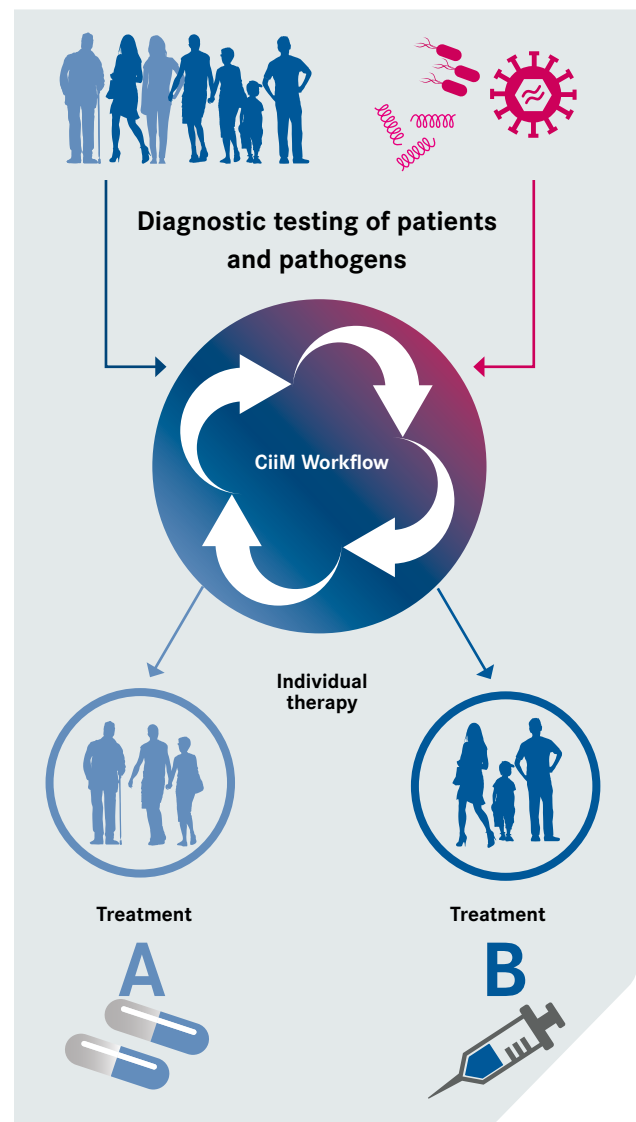 Diagnostic testing of patients
and pathogens
CiiM Workflow
Individual
therapy
Treatment
A
Treatment
B